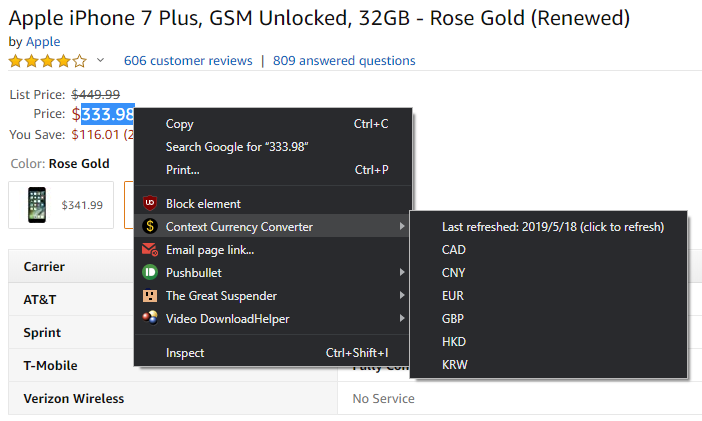 Apple iPhone 7 Plus, GSM Unlocked, 32GB - Rose Gold (Renewed)
by Apple
606 customer reviews | 809 answered questions
List Price: $449.99
Price: $333.98
You Save: $116.01 (2
Color: Rose Gold
$341.99
Copy Ctrl+C
Search Google for “333.98”
Print... Ctrl+P
Block element
Context Currency Converter
Email page link...
Pushbullet
The Great Suspender
Video DownloadHelper
Inspect Ctrl+Shift+I
Last refreshed: 2019/5/18 (click to refresh)
CAD
CNY
EUR
GBP
HKD
KRW
Carrier
AT&T
Sprint
T-Mobile
Verizon Wireless No Service